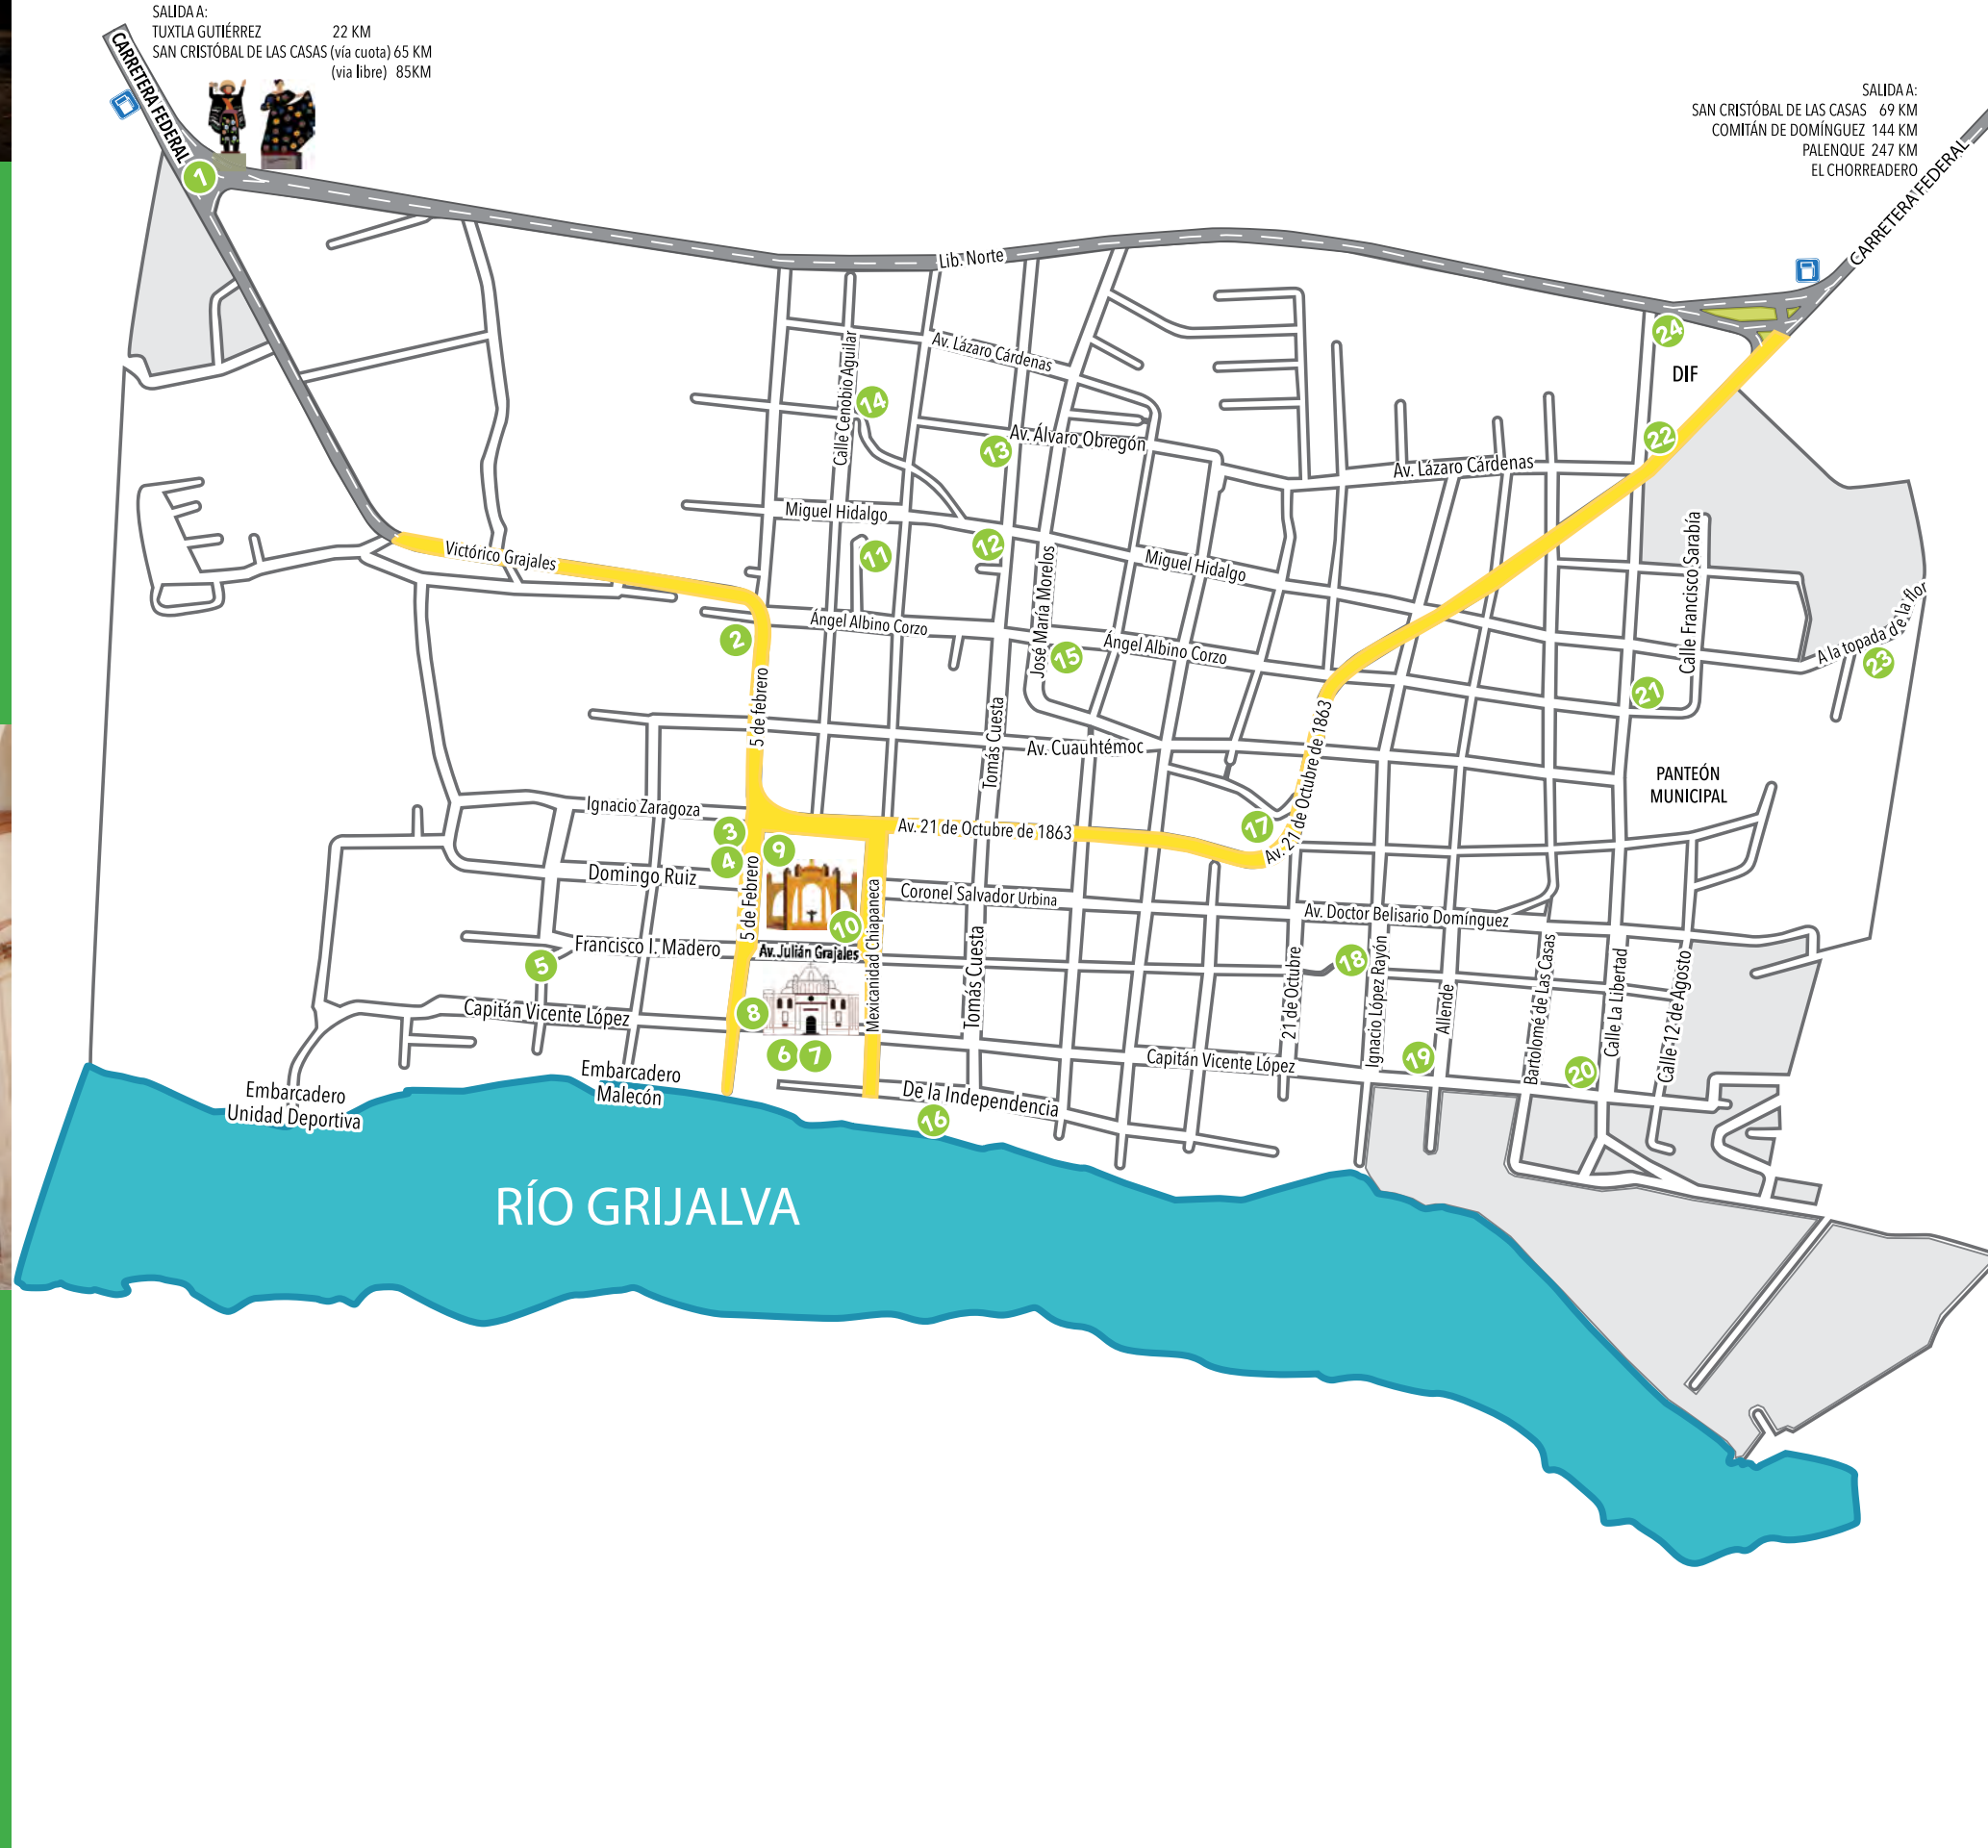 SALIDA A:
TUXTLA GUTIÉRREZ 22 KM
SAN CRISTÓBAL DE LAS CASAS (vía cuota) 65 KM
(via libre) 85KM
CARRETERA FEDERAL
SALIDA A:
SAN CRISTÓBAL DE LAS CASAS 69 KM
COMITÁN DE DOMÍNGUEZ 144 KM
PALENQUE 247 KM
EL CHORREADERO
CARRETERA FEDERAL
1
Lib. Norte
24
DIF
Av. Lázaro Cárdenas
Calle Cenobio Aguilar
14
13
Av. Álvaro Obregón
22
Av. Lázaro Cárdenas
Miguel Hidalgo
Victórico Grajales
11
12
José María Morelos
Miguel Hidalgo
Calle Francisco Sarabía
2
Ángel Albino Corzo
15
Ángel Albino Corzo
A la topada de la flor
23
21
5 de febrero
Tomás Cuesta
Av. Cuauhtémoc
Av. 21 de Octubre de 1863
PANTEÓN
MUNICIPAL
Ignacio Zaragoza
3
4
9
Av. 21 de Octubre de 1863
17
Domingo Ruiz
5 de Febrero
Coronel Salvador Urbina
Av. Doctor Belisario Domínguez
10
Mexicanidad Chiapaneca
Francisco I. Madero
Av. Julián Grajales
5
Tomás Cuesta
21 de Octubre
18
Ignacio López Rayón
Allende
Bartolomé de Las Casas
Calle La Libertad
Calle 12 de Agosto
Capitán Vicente López
8
6
7
Capitán Vicente López
19
20
Embarcadero
Unidad Deportiva
Embarcadero
Malecón
De la Independencia
16
RÍO GRIJALVA